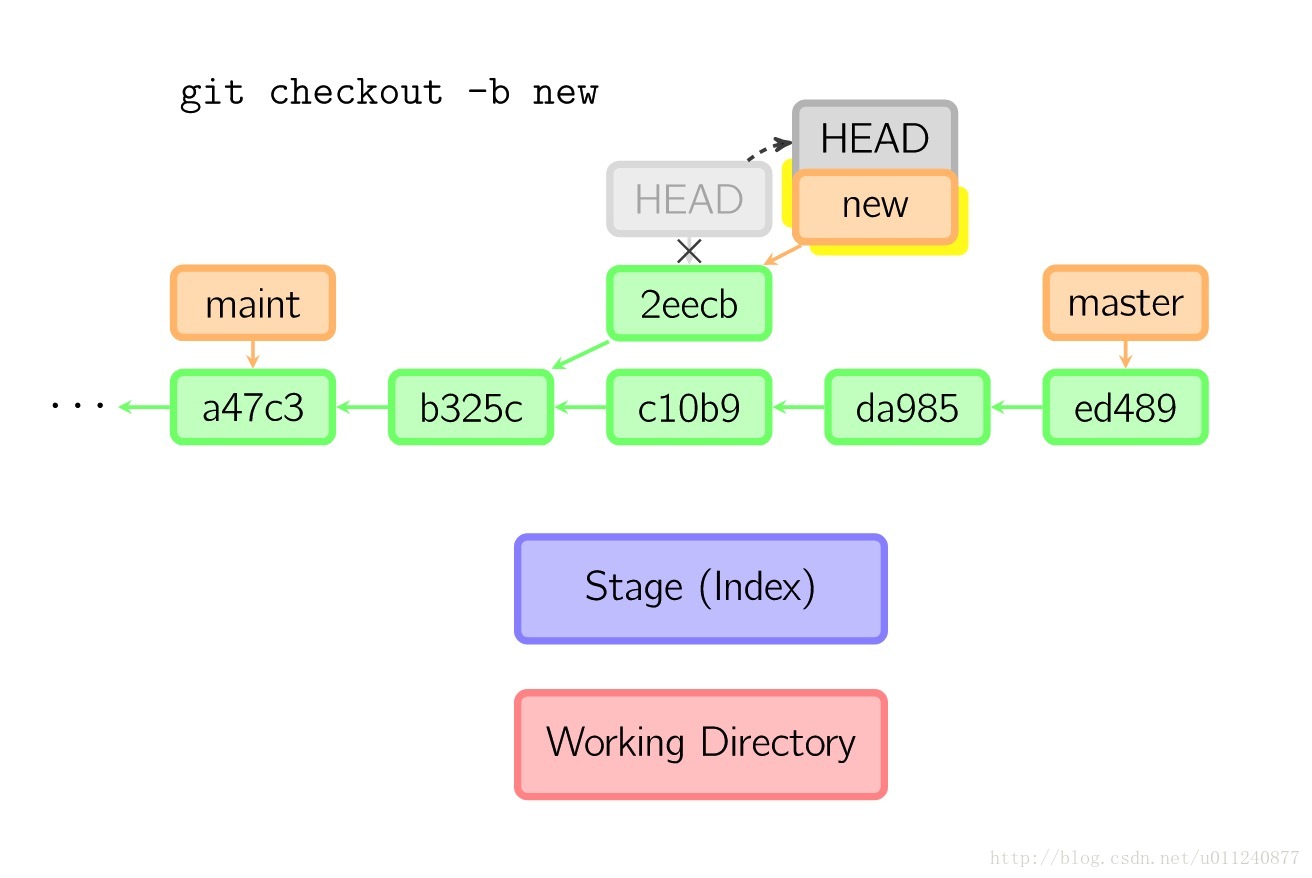 git checkout -b new
HEAD
HEAD
new
maint
2eecb
master
...
a47c3
b325c
c10b9
da985
ed489
Stage (Index)
Working Directory
http://blog.csdn.net/u011240877